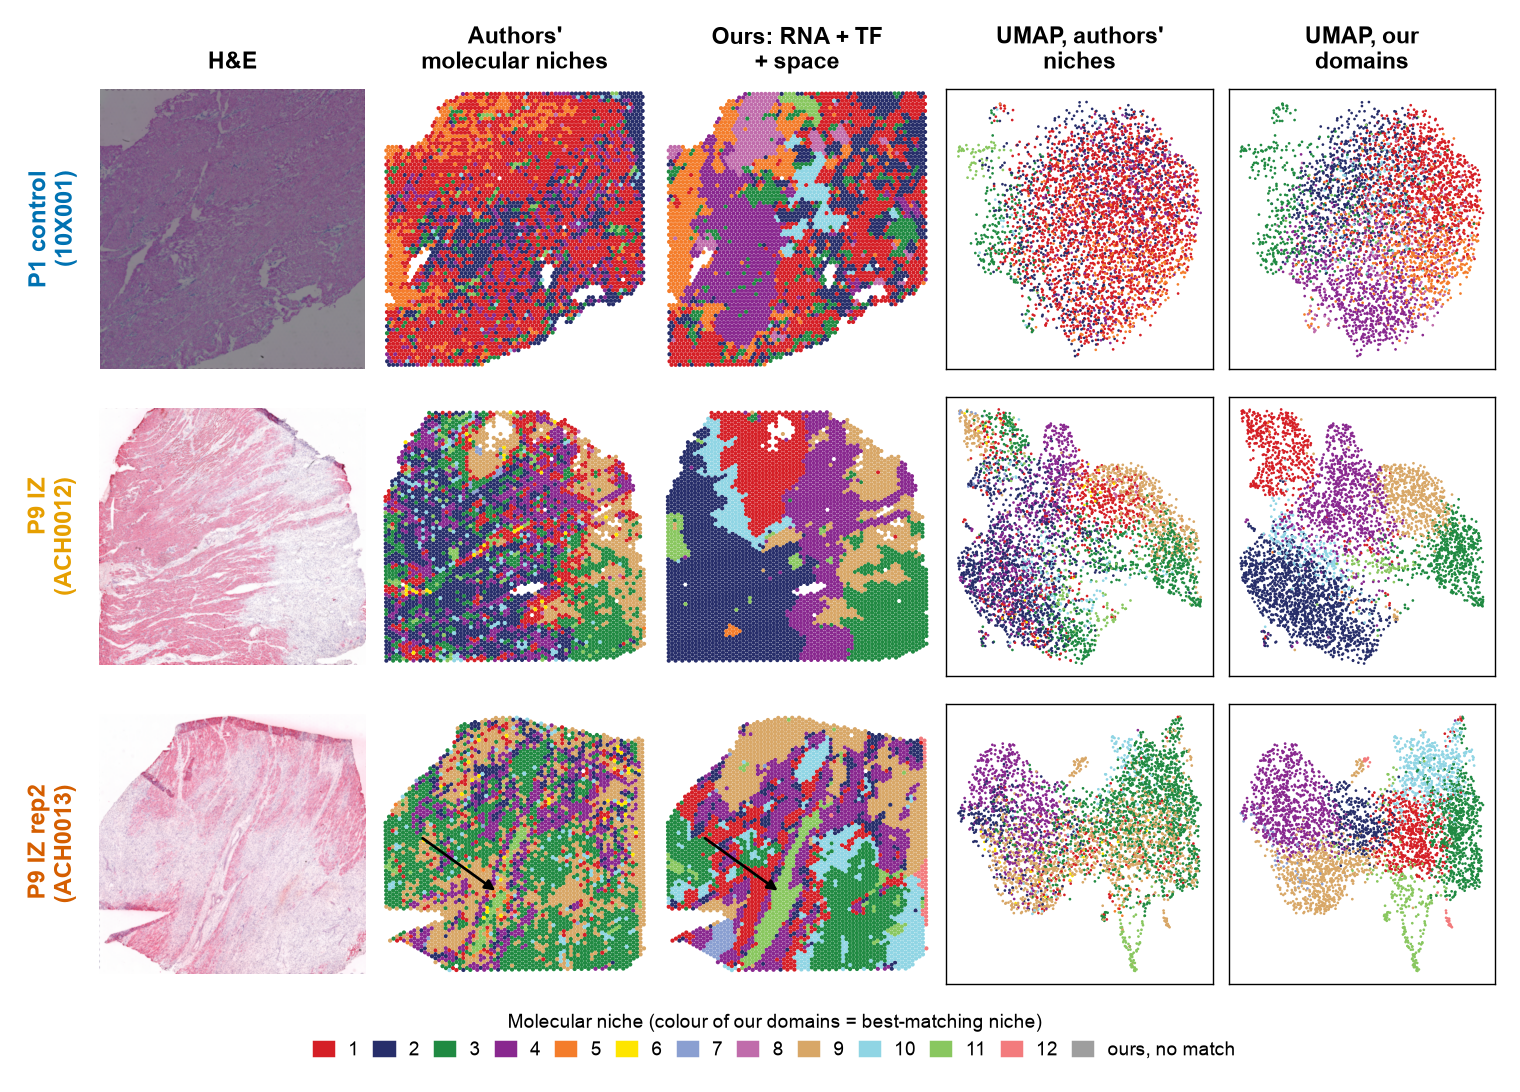 H&E
Authors'
molecular niches
Ours: RNA + TF
+ space
UMAP, authors'
niches
UMAP, our
domains
P1 control
(10X001)
P9 IZ
(ACH0012)
P9 IZ rep2
(ACH0013)
Molecular niche (colour of our domains = best-matching niche)
1 2 3 4 5 6 7 8 9 10 11 12 ours, no match